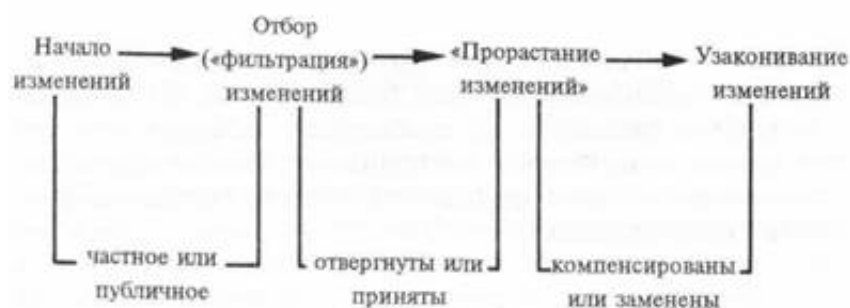 Начало
изменений
Отбор
(«фильтрация»)
изменений
«Прорастание
изменений»
Узаконивание
изменений
частное или
публичное
отвергнуты или
приняты
компенсированы
или заменены